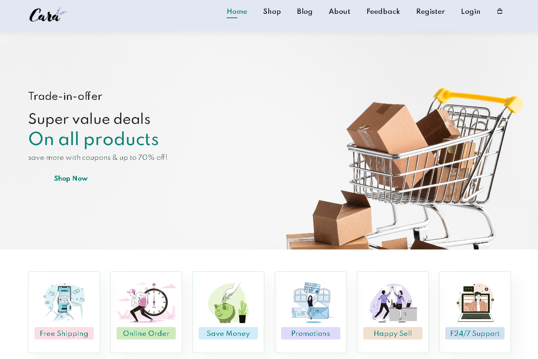 Cara
Home Shop Blog About Feedback Register Login
Trade-in-offer
Super value deals
On all products
save more with coupons & up to 70% off!
Shop Now
Free Shipping
Online Order
Save Money
Promotions
Happy Sell
F24/7 Support